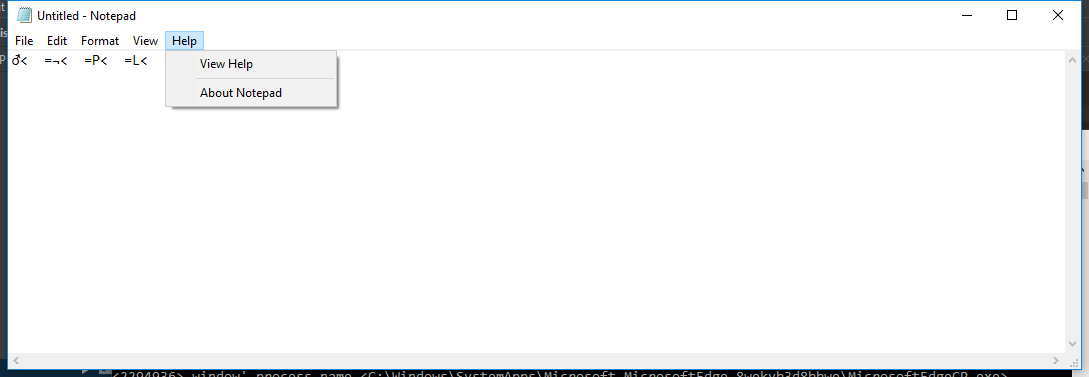 Untitled - Notepad
File Edit Format View Help
♂< =¬< =P< =L<
View Help
About Notepad
<2294936> window' process name <C:\Windows\SystemApps\Microsoft.MicrosoftEdge_8wekyb3d8bbwe\MicrosoftEdgeCP.exe>